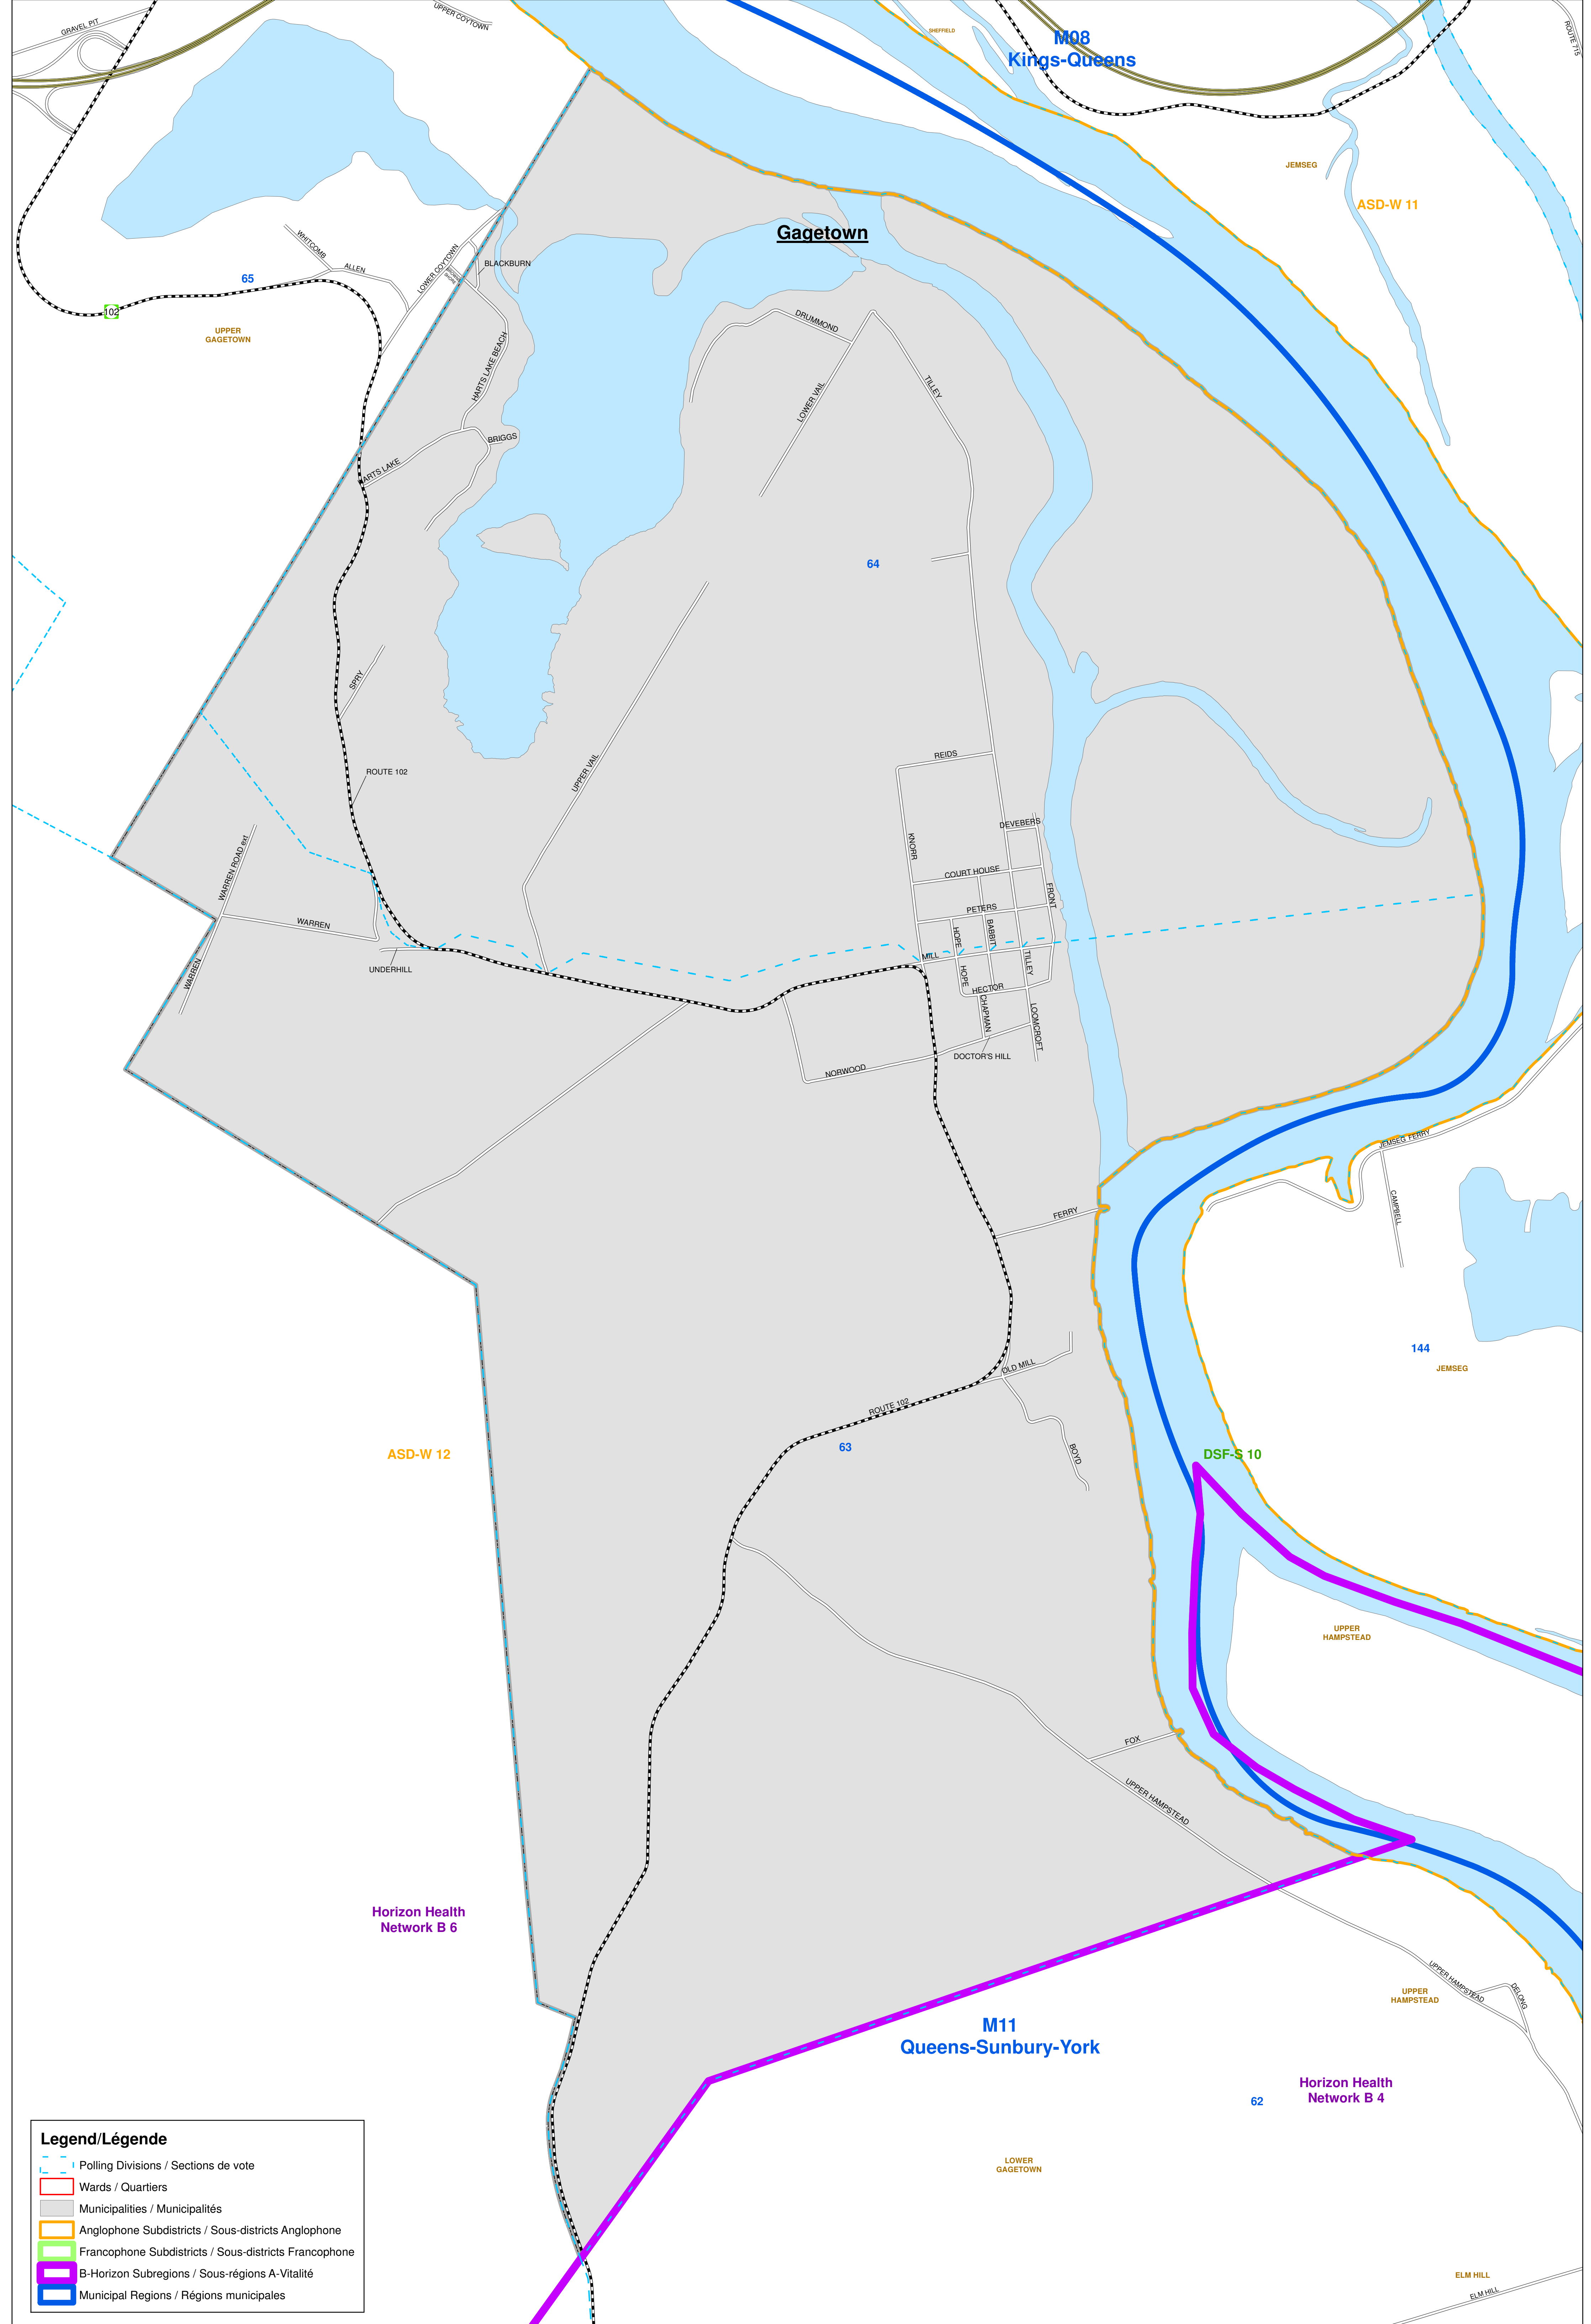 GRAVEL PIT
UPPER COYTOWN
SHEFFIELD
M08
Kings-Queens
ROUTE 715
JEMSEG
ASD-W 11
Gagetown
WHITCOMB
ALLEN
LOWER COYTOWN
BLACKBURN
65
102
UPPER
GAGETOWN
DRUMMOND
HARTS LAKE BEACH
LOWER VAIL
TILLEY
BRIGGS
ARTS LAKE
64
SPRY
ROUTE 102
UPPER VAIL
REIDS
DEVEBERS
KNORR
COURT HOUSE
WARREN ROAD ext
FRONT
PETERS
WARREN
HOPE
BABBIT
MILL
TILLEY
UNDERHILL
WARREN
HOPE
HECTOR
CHAPMAN
LOOMCROFT
DOCTOR'S HILL
NORWOOD
JEMSEG FERRY
CAMPBELL
FERRY
144
JEMSEG
OLD MILL
ROUTE 102
63
BOYD
ASD-W 12
DSF-S 10
UPPER
HAMPSTEAD
FOX
UPPER HAMPSTEAD
Horizon Health
Network B 6
UPPER HAMPSTEAD
DELONG
UPPER
HAMPSTEAD
M11
Queens-Sunbury-York
Horizon Health
Network B 4
62
LOWER
GAGETOWN
ELM HILL
ELM HILL
Legend/Légende
Polling Divisions / Sections de vote
Wards / Quartiers
Municipalities / Municipalités
Anglophone Subdistricts / Sous-districts Anglophone
Francophone Subdistricts / Sous-districts Francophone
B-Horizon Subregions / Sous-régions A-Vitalité
Municipal Regions / Régions municipales